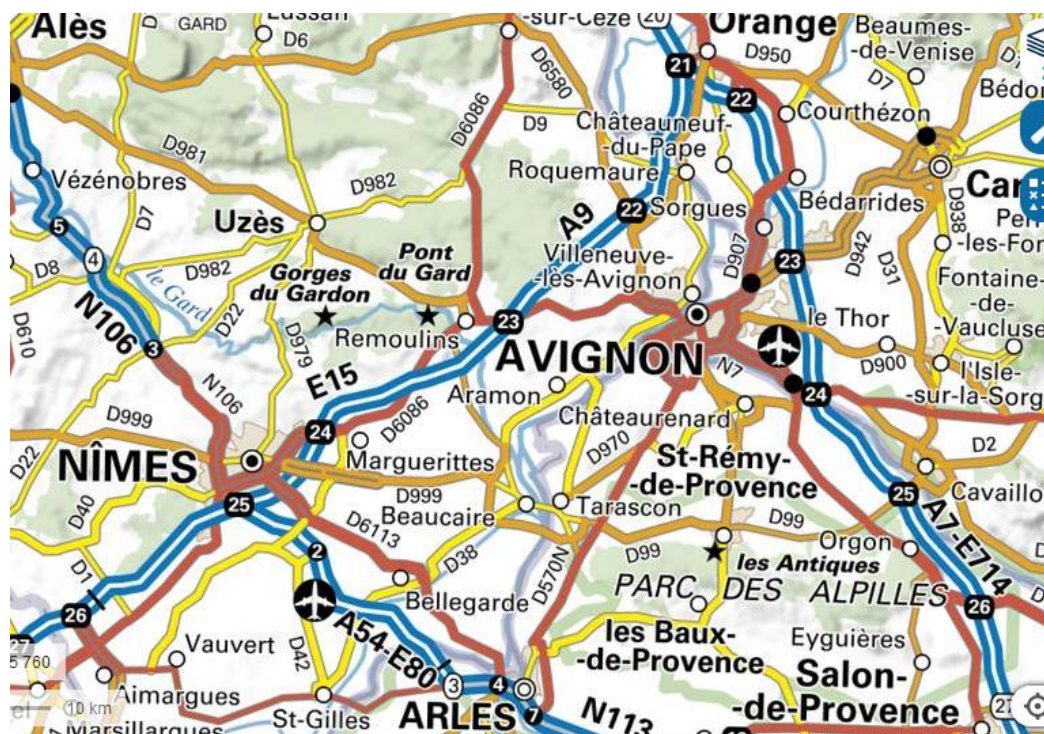 Alès
GARD
Lussan
D6
-sur-Cèze
20
Orange
D950
Beaumes-
-de-Venise
D7
Bédar
D981
D6086
D6580
21
22
Courthézon
D9
Châteauneuf-
-du-Pape
Vézénobres
D7
D982
Roquemaure
Uzès
A9
22
Sorgues
Bédarrides
D938
5
4
D8
D982
le Gard
Gorges
du Gardon
Pont
du Gard
Villeneuve-
-lès-Avignon
D907
23
D942
D31
-les-Fon
Fontaine-
-de-
-Vaucluse
D610
N106
D22
3
D979
Remoulins
23
le Thor
E15
AVIGNON
N7
D900
l'Isle-
-sur-la-Sorg
N106
Aramon
24
D999
24
D6086
Châteaurenard
D2
D22
NÎMES
Marguerittes
D970
St-Rémy-
-de-Provence
D40
25
D999
Beaucaire
Tarascon
25
Cavaillo
D6113
D99
A7-E714
2
D38
D99
Orgon
D1
D570N
les Antiques
26
Bellegarde
PARC DES ALPILLES
26
27
5 760
Vauvert
D42
A54-E80
les Baux-
-de-Provence
Eyguières
3
4
Salon-
-de-Provence
Aimargues
10 km
St-Gilles
ARLES
7
N113
Marsillargues